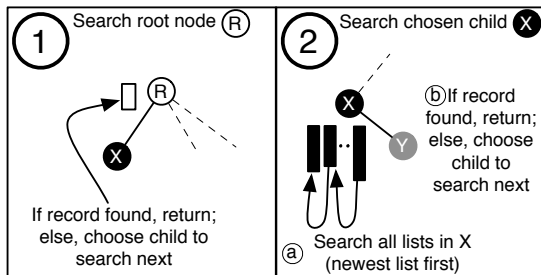 1
Search root node R
R
X
If record found, return;
else, choose child to
search next
2
Search chosen child X
X
Y
b If record
found, return;
else, choose
child to
search next
a Search all lists in X
(newest list first)